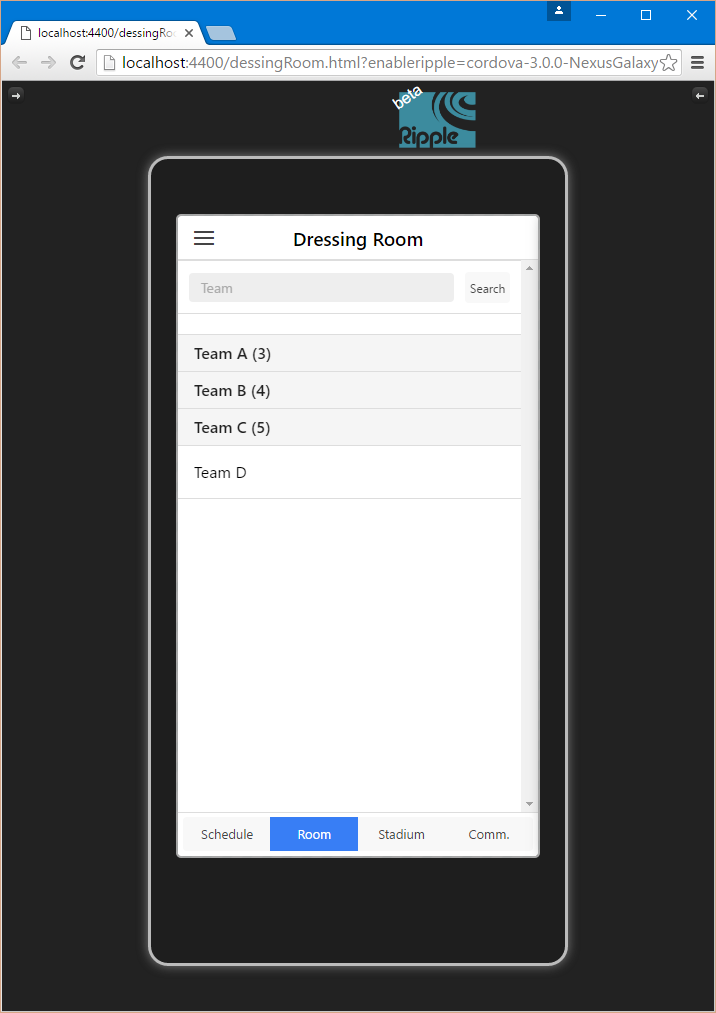 localhost:4400/dessingRo
localhost:4400/dessingRoom.html?enableripple=cordova-3.0.0-NexusGalaxy
beta
Ripple
Dressing Room
Team
Search
Team A (3)
Team B (4)
Team C (5)
Team D
Schedule Room Stadium Comm.